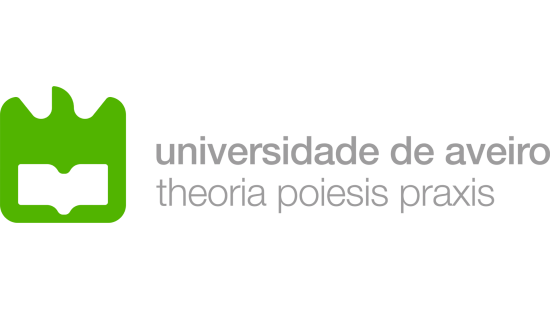 universidade de aveiro
theoria poiesis praxis